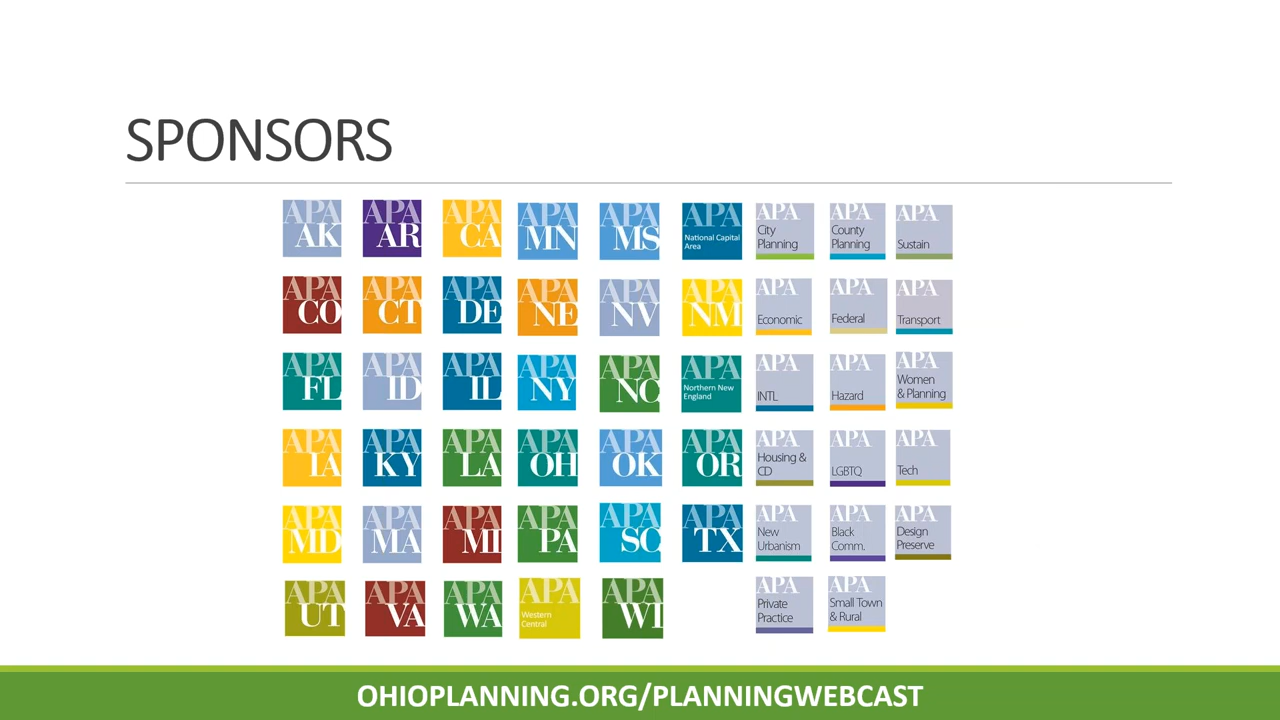 SPONSORS
APA AK
APA AR
APA CA
APA MN
APA MS
APA National Capital
Area
APA
City
Planning
APA
County
Planning
APA
Sustain
APA CO
APA CT
APA DE
APA NE
APA NV
APA NM
APA
Economic
APA
Federal
APA
Transport
APA FL
APA ID
APA IL
APA NY
APA NC
APA
Northern New
England
APA
INTL
APA
Hazard
APA
Women
& Planning
APA IA
APA KY
APA LA
APA OH
APA OK
APA OR
APA
Housing &
CD
APA
LGBTQ
APA
Tech
APA MD
APA MA
APA MI
APA PA
APA SC
APA TX
APA
New
Urbanism
APA
Black
Comm.
APA
Design
Preserve
APA UT
APA VA
APA WA
APA
Western
Central
APA WI
APA
Private
Practice
APA
Small Town
& Rural
OHIOPLANNING.ORG/PLANNINGWEBCAST